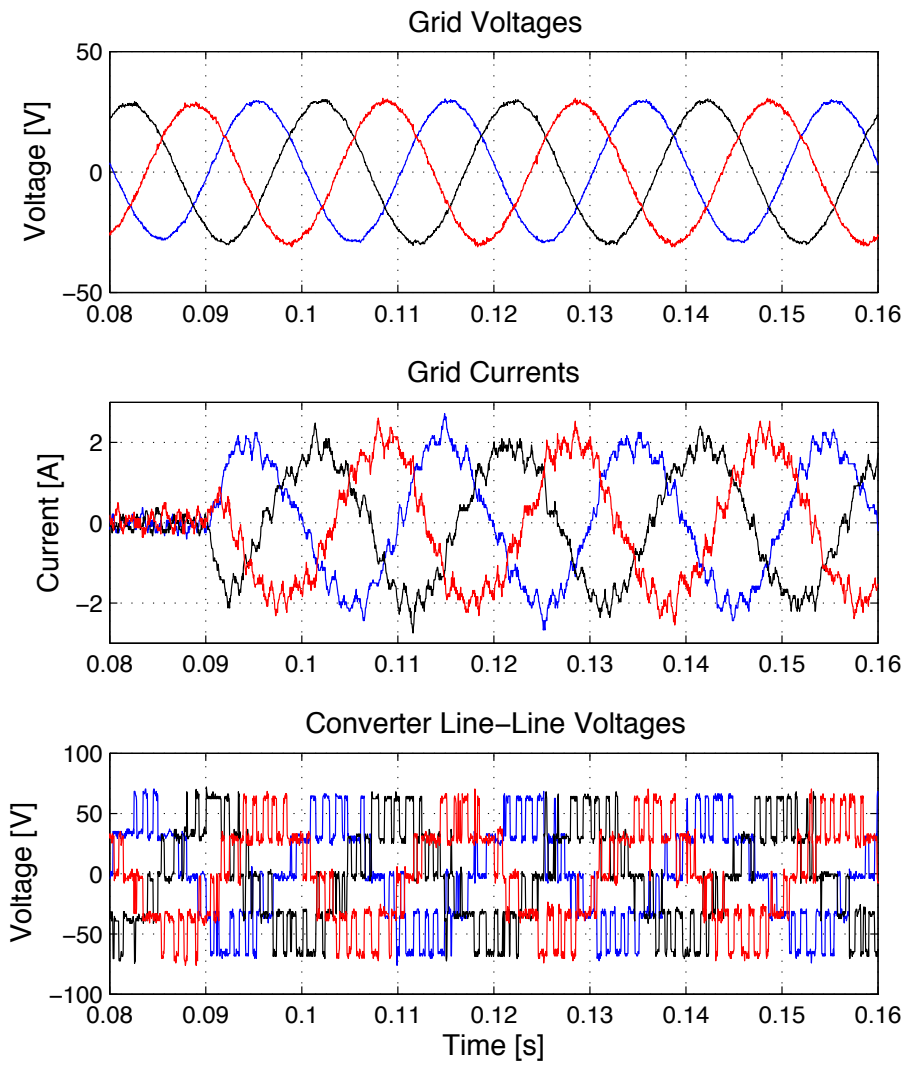 Grid Voltages
Voltage [V]
50
0
−50
0.08 0.09 0.1 0.11 0.12 0.13 0.14 0.15 0.16
Grid Currents
Current [A]
2
0
−2
0.08 0.09 0.1 0.11 0.12 0.13 0.14 0.15 0.16
Converter Line−Line Voltages
Voltage [V]
100
50
0
−50
−100
0.08 0.09 0.1 0.11 0.12 0.13 0.14 0.15 0.16
Time [s]